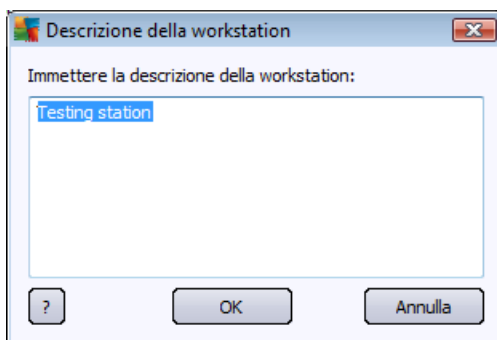 Descrizione della workstation
Immettere la descrizione della workstation:
Testing station
?
OK
Annulla